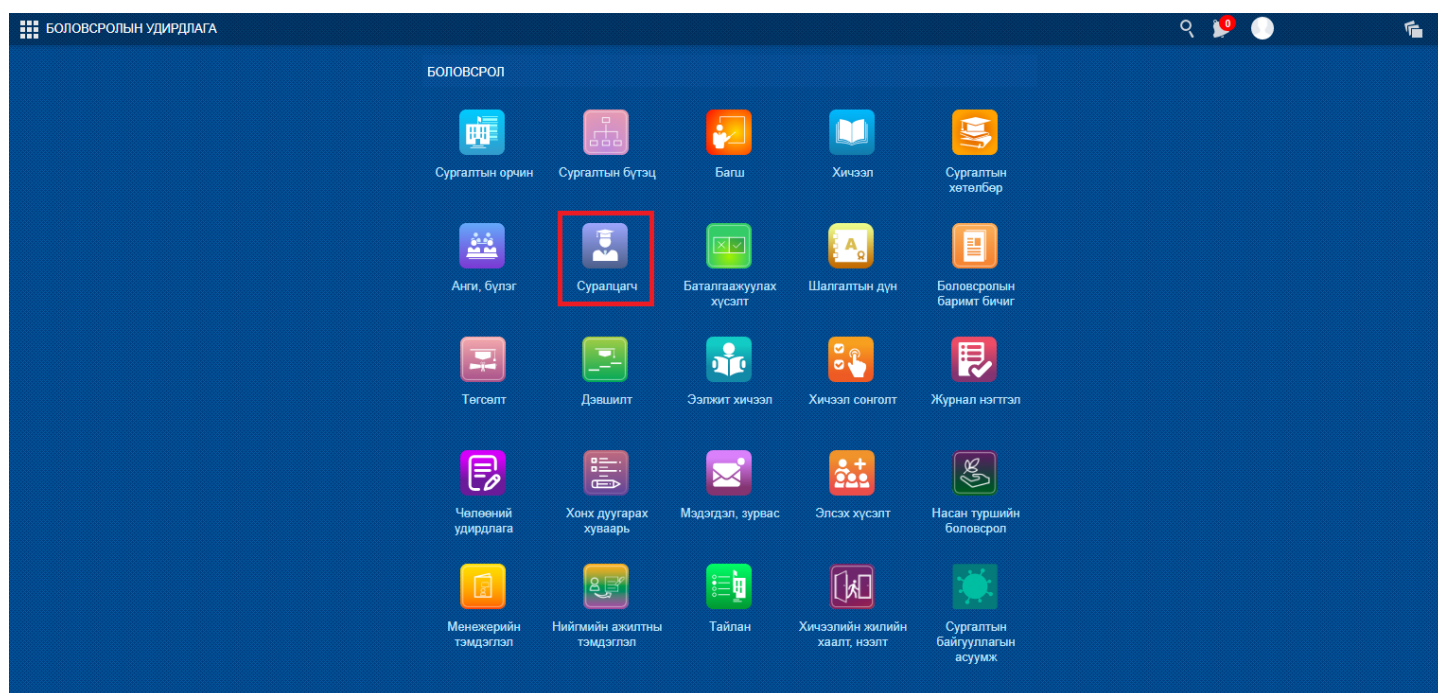 БОЛОВСРОЛЫН УДИРДЛАГА
0
БОЛОВСРОЛ
Сургалтын орчин
Сургалтын бүтэц
Багш
Хичээл
Сургалтын
хөтөлбөр
Анги, бүлэг
Суралцагч
Баталгаажуулах
хүсэлт
A
Шалгалтын дүн
Боловсролын
баримт бичиг
Төгсөлт
Дэвшилт
Ээлжит хичээл
Хичээл сонголт
Журнал нэгтгэл
Чөлөөний
удирдлага
Хонх дуугарах
хуваарь
Мэдэгдэл, зурвас
Элсэх хүсэлт
Насан туршийн
боловсрол
Менежерийн
тэмдэглэл
Нийгмийн ажилтны
тэмдэглэл
Тайлан
Хичээлийн жилийн
хаалт, нээлт
Сургалтын
байгууллагын
асуумж